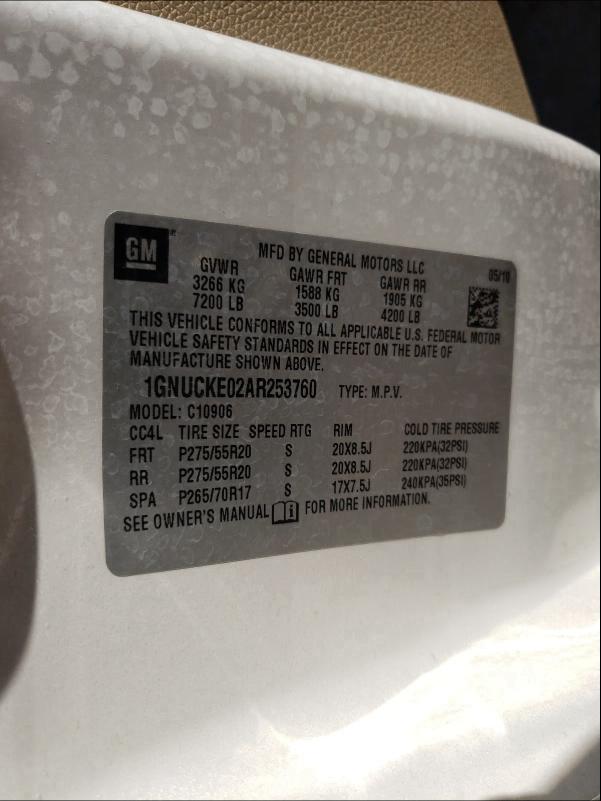 GM
MFD BY GENERAL MOTORS LLC
05/10
GVWR GAWR FRT GAWR RR
3266 KG 1588 KG 1905 KG
7200 LB 3500 LB 4200 LB
THIS VEHICLE CONFORMS TO ALL APPLICABLE U.S. FEDERAL MOTOR
VEHICLE SAFETY STANDARDS IN EFFECT ON THE DATE OF
MANUFACTURE SHOWN ABOVE.
1GNUCKE02AR253760 TYPE: M.P.V.
MODEL: C10906
CC4L TIRE SIZE SPEED RTG RIM COLD TIRE PRESSURE
FRT P275/55R20 S 20X8.5J 220KPA(32PSI)
RR P275/55R20 S 20X8.5J 220KPA(32PSI)
SPA P265/70R17 S 17X7.5J 240KPA(35PSI)
SEE OWNER'S MANUAL FOR MORE INFORMATION.